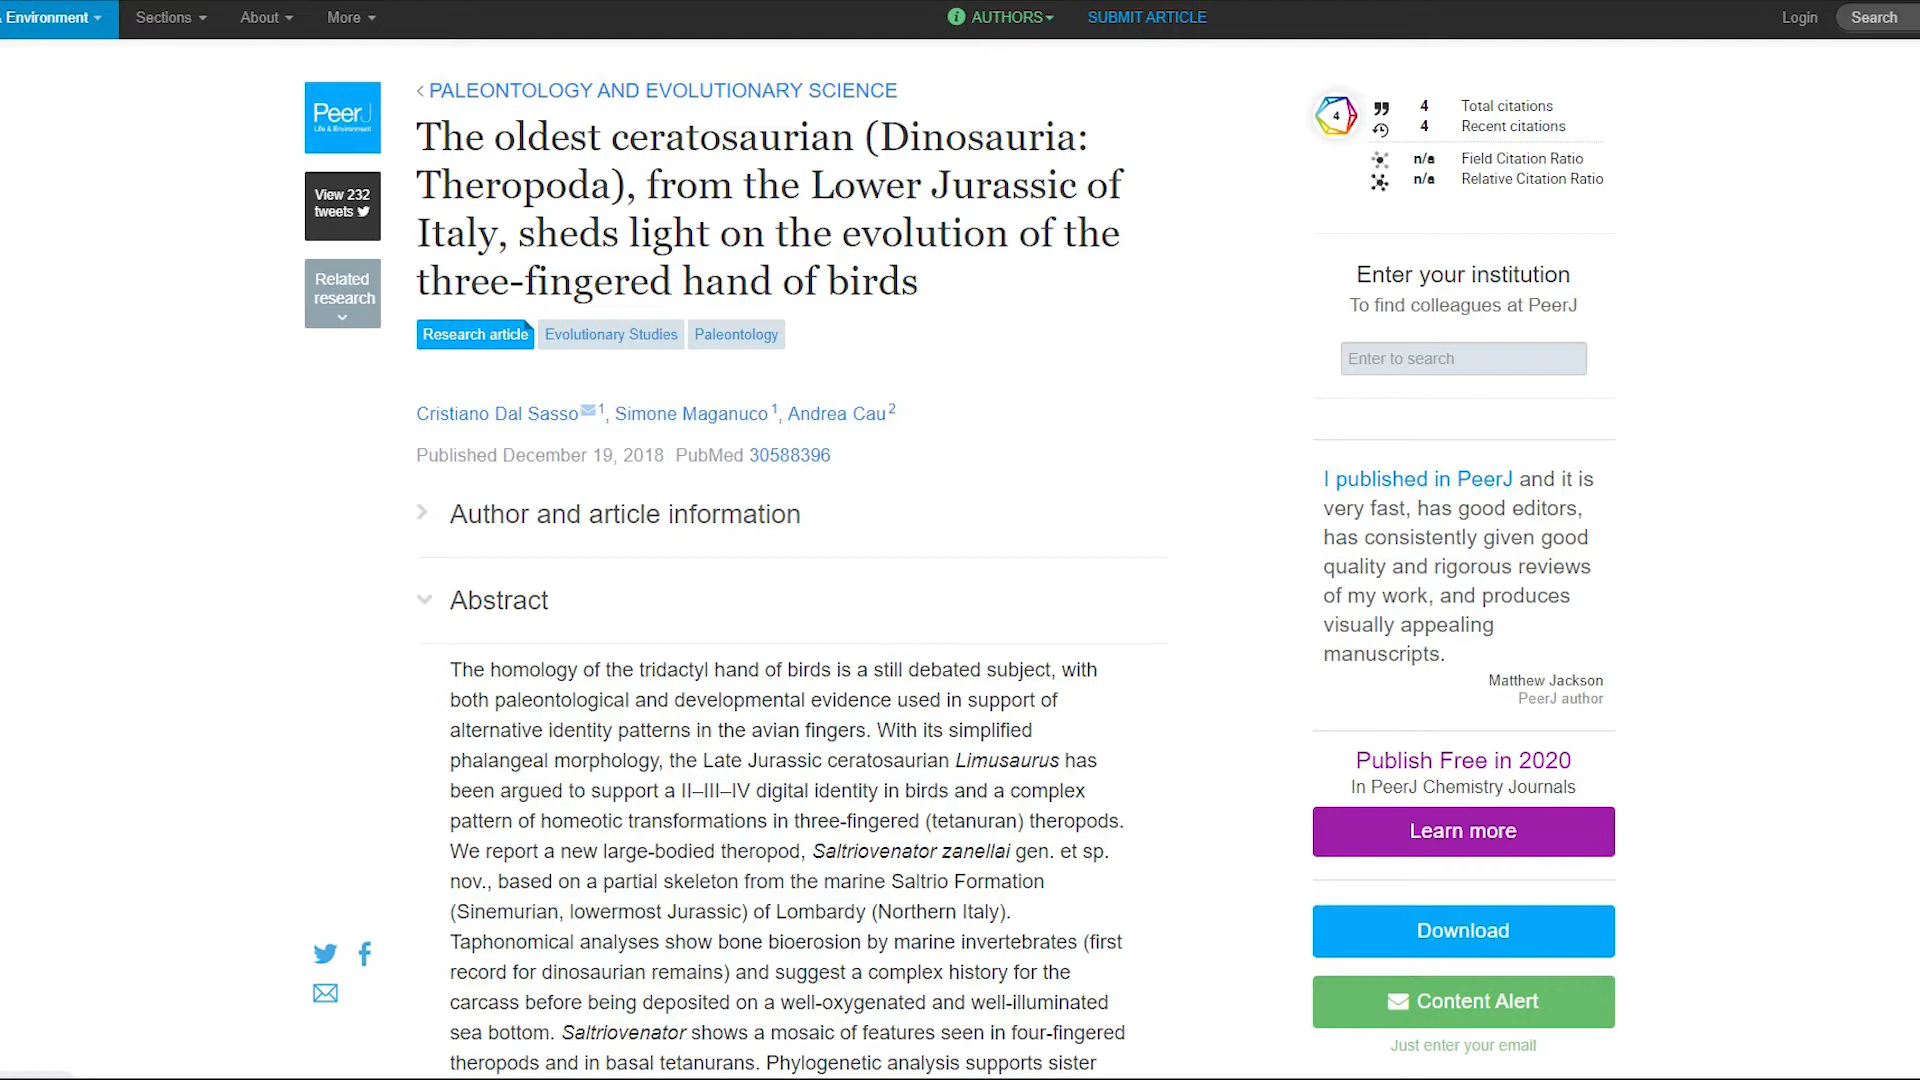 Environment
Sections
About
More
AUTHORS
SUBMIT ARTICLE
Login
Search
PeerJ
Life & Environment
View 232
tweets
Related
research
< PALEONTOLOGY AND EVOLUTIONARY SCIENCE
The oldest ceratosaurian (Dinosauria:
Theropoda), from the Lower Jurassic of
Italy, sheds light on the evolution of the
three-fingered hand of birds
Research article
Evolutionary Studies
Paleontology
Cristiano Dal Sasso 1, Simone Maganuco 1, Andrea Cau 2
Published December 19, 2018 PubMed 30588396
Author and article information
Abstract
The homology of the tridactyl hand of birds is a still debated subject, with
both paleontological and developmental evidence used in support of
alternative identity patterns in the avian fingers. With its simplified
phalangeal morphology, the Late Jurassic ceratosaurian Limusaurus has
been argued to support a II–III–IV digital identity in birds and a complex
pattern of homeotic transformations in three-fingered (tetanuran) theropods.
We report a new large-bodied theropod, Saltriovenator zanellai gen. et sp.
nov., based on a partial skeleton from the marine Saltrio Formation
(Sinemurian, lowermost Jurassic) of Lombardy (Northern Italy).
Taphonomical analyses show bone bioerosion by marine invertebrates (first
record for dinosaurian remains) and suggest a complex history for the
carcass before being deposited on a well-oxygenated and well-illuminated
sea bottom. Saltriovenator shows a mosaic of features seen in four-fingered
theropods and in basal tetanurans. Phylogenetic analysis supports sister
4
4 Total citations
4 Recent citations
n/a Field Citation Ratio
n/a Relative Citation Ratio
Enter your institution
To find colleagues at PeerJ
Enter to search
I published in PeerJ and it is
very fast, has good editors,
has consistently given good
quality and rigorous reviews
of my work, and produces
visually appealing
manuscripts.
Matthew Jackson
PeerJ author
Publish Free in 2020
In PeerJ Chemistry Journals
Learn more
Download
Content Alert
Just enter your email